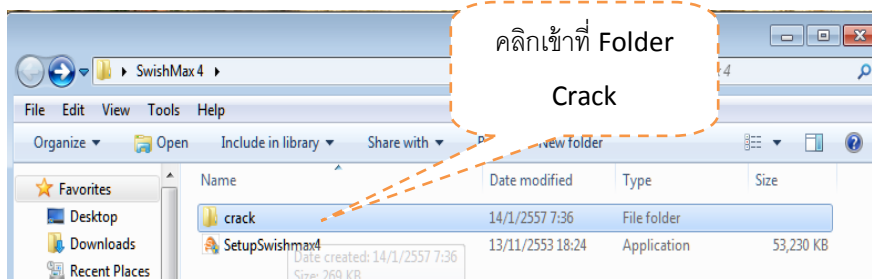 คลิกเข้าที่ Folder
Crack
SwishMax 4
4
File Edit View Tools Help
Organize Open Include in library Share with New folder
Favorites Name Date modified Type Size
Desktop crack 14/1/2557 7:36 File folder
Downloads SetupSwishmax4 13/11/2553 18:24 Application 53,230 KB
Date created: 14/1/2557 7:36
Recent Places Size: 269 KB